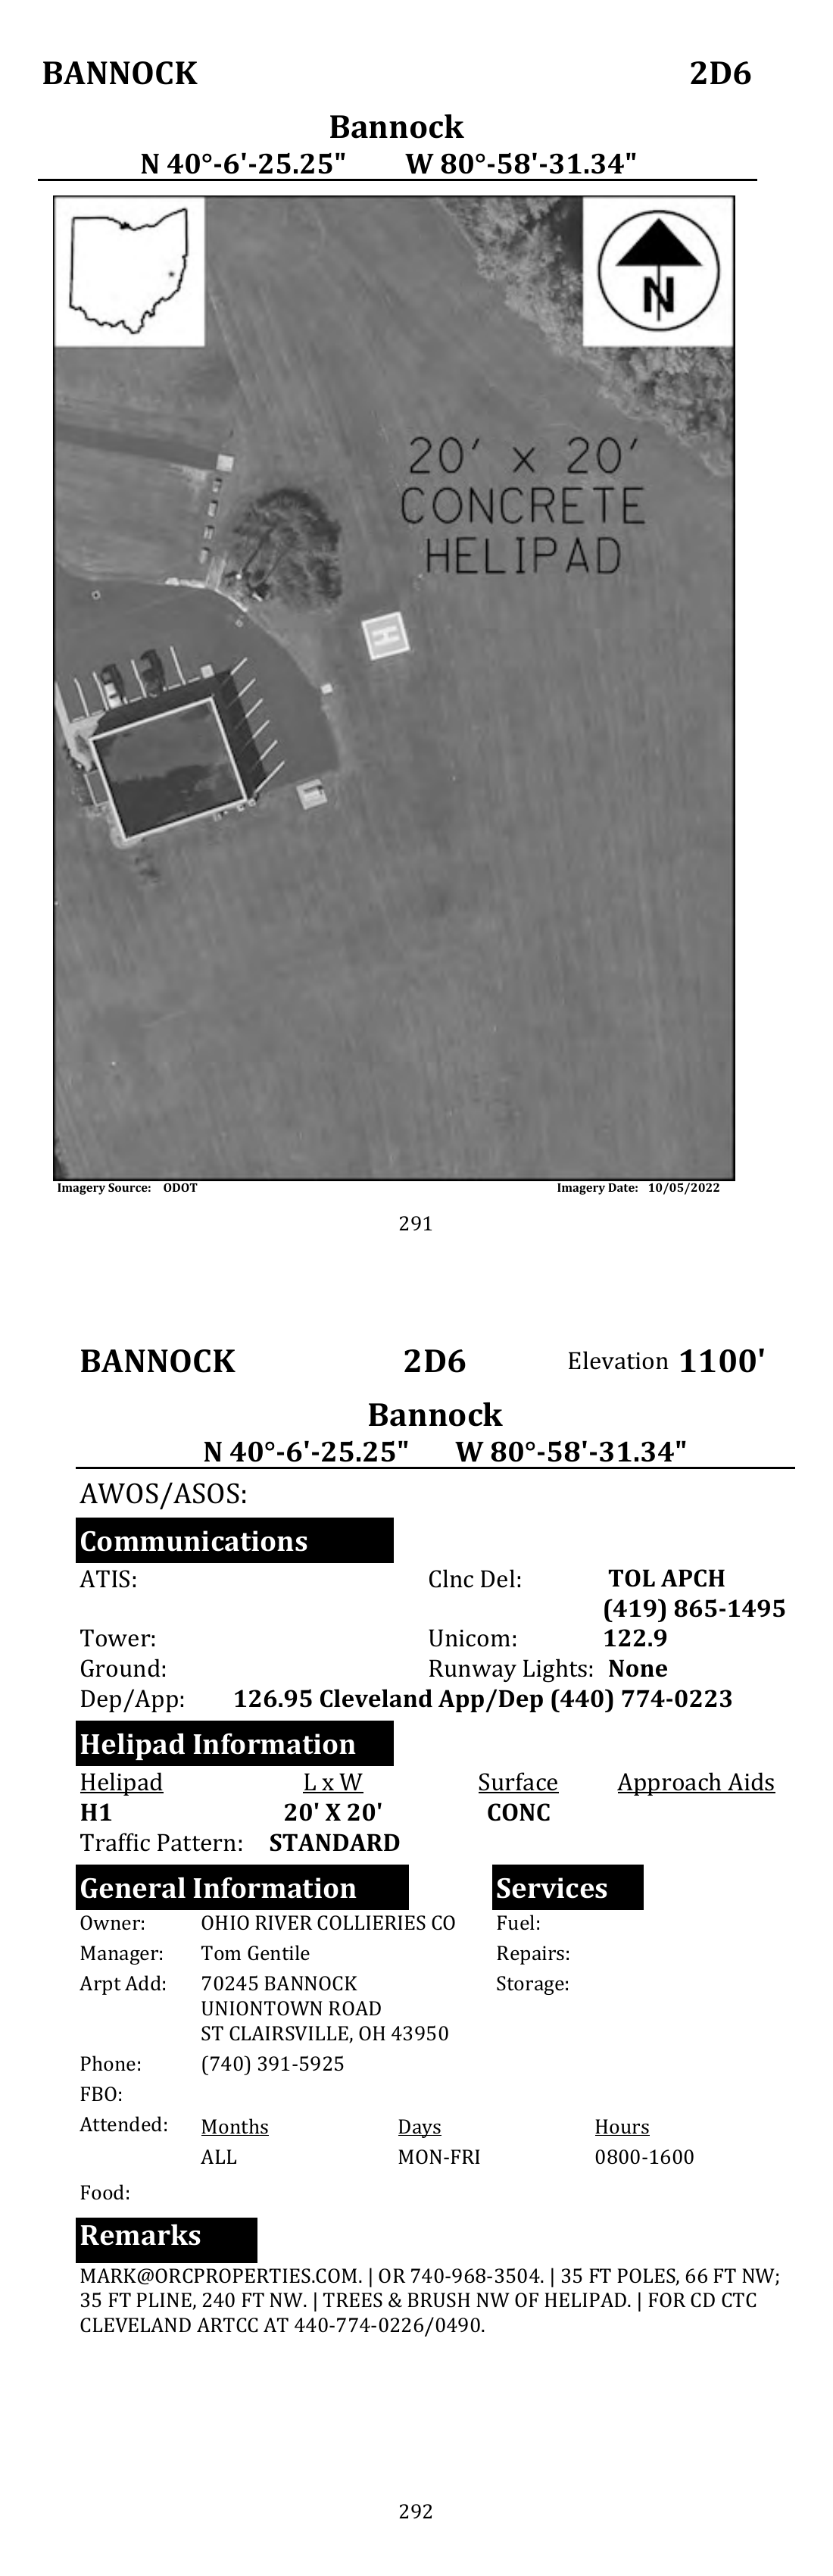 BANNOCK 2D6
Bannock
N 40°-6'-25.25" W 80°-58'-31.34"
N
20' x 20'
CONCRETE
HELIPAD
H
Imagery Source: ODOT Imagery Date: 10/05/2022
291
BANNOCK 2D6 Elevation 1100'
Bannock
N 40°-6'-25.25" W 80°-58'-31.34"
AWOS/ASOS:
Communications
ATIS: Clnc Del: TOL APCH
(419) 865-1495
Tower: Unicom: 122.9
Ground: Runway Lights: None
Dep/App: 126.95 Cleveland App/Dep (440) 774-0223
Helipad Information
Helipad L x W Surface Approach Aids
H1 20' X 20' CONC
Traffic Pattern: STANDARD
General Information Services
Owner: OHIO RIVER COLLIERIES CO Fuel:
Manager: Tom Gentile Repairs:
Arpt Add: 70245 BANNOCK Storage:
UNIONTOWN ROAD
ST CLAIRSVILLE, OH 43950
Phone: (740) 391-5925
FBO:
Attended: Months Days Hours
ALL MON-FRI 0800-1600
Food:
Remarks
MARK@ORCPROPERTIES.COM. | OR 740-968-3504. | 35 FT POLES, 66 FT NW;
35 FT PLINE, 240 FT NW. | TREES & BRUSH NW OF HELIPAD. | FOR CD CTC
CLEVELAND ARTCC AT 440-774-0226/0490.
292